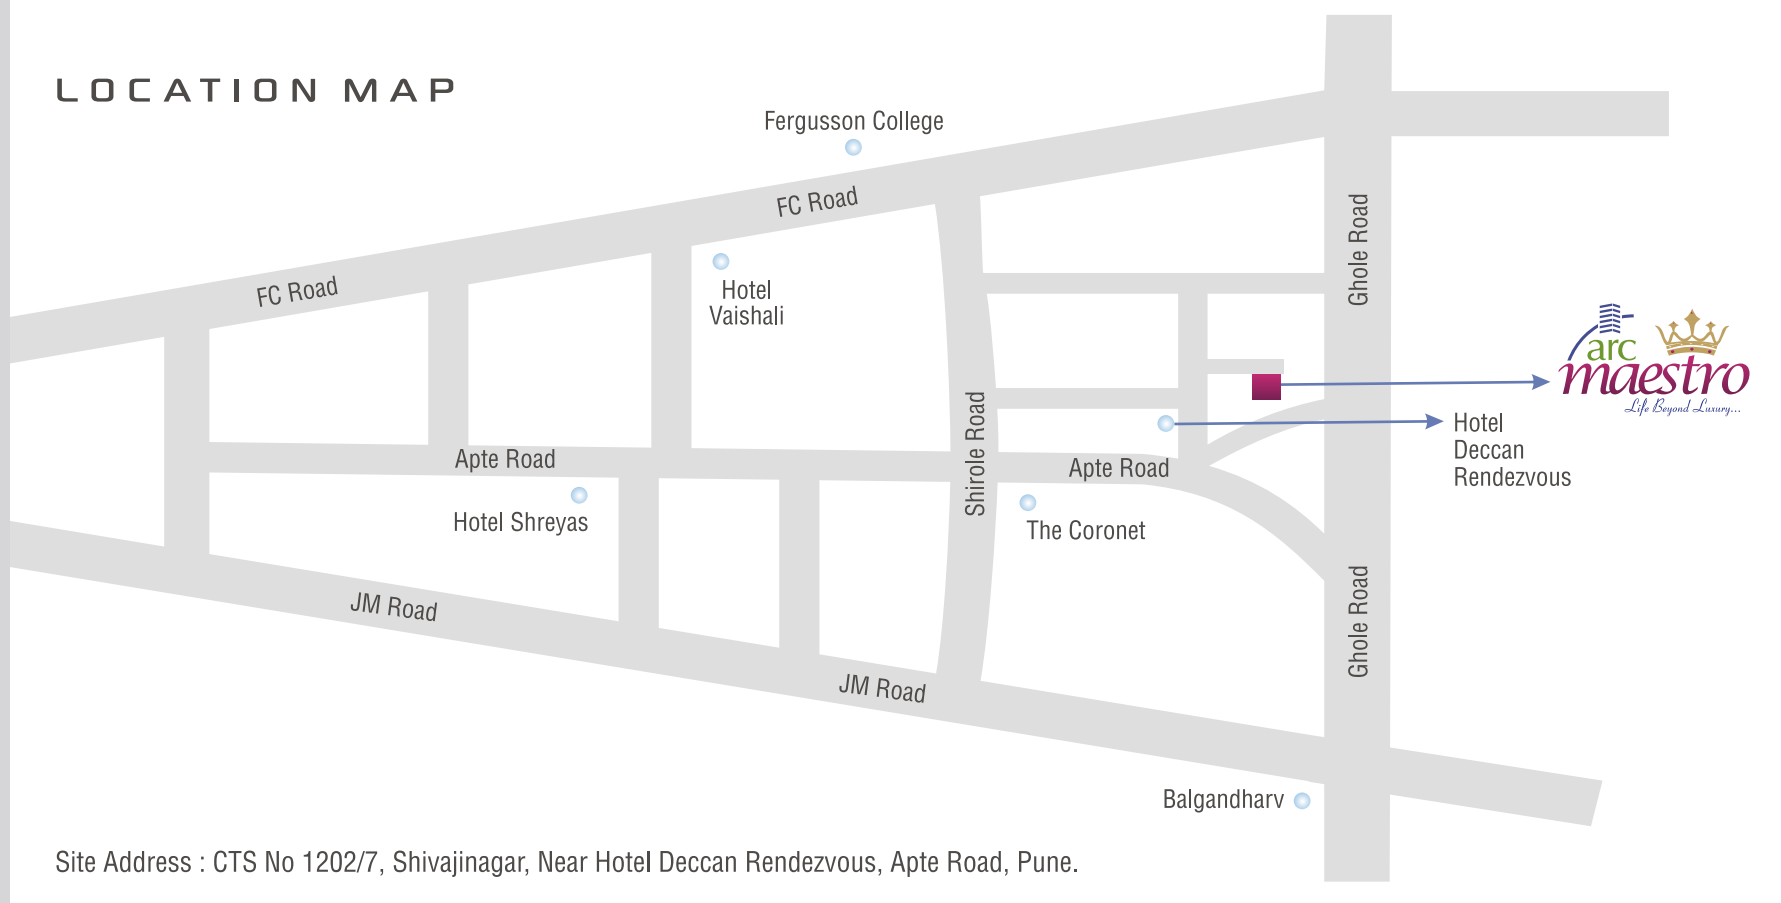 LOCATION MAP
Fergusson College
FC Road
FC Road
Hotel
Vaishali
Ghole Road
arc
maestro
Life Beyond Luxury...
Hotel
Deccan
Rendezvous
Apte Road
Shirole Road
Apte Road
Hotel Shreyas
The Coronet
JM Road
Ghole Road
JM Road
Balgandharv
Site Address : CTS No 1202/7, Shivajinagar, Near Hotel Deccan Rendezvous, Apte Road, Pune.